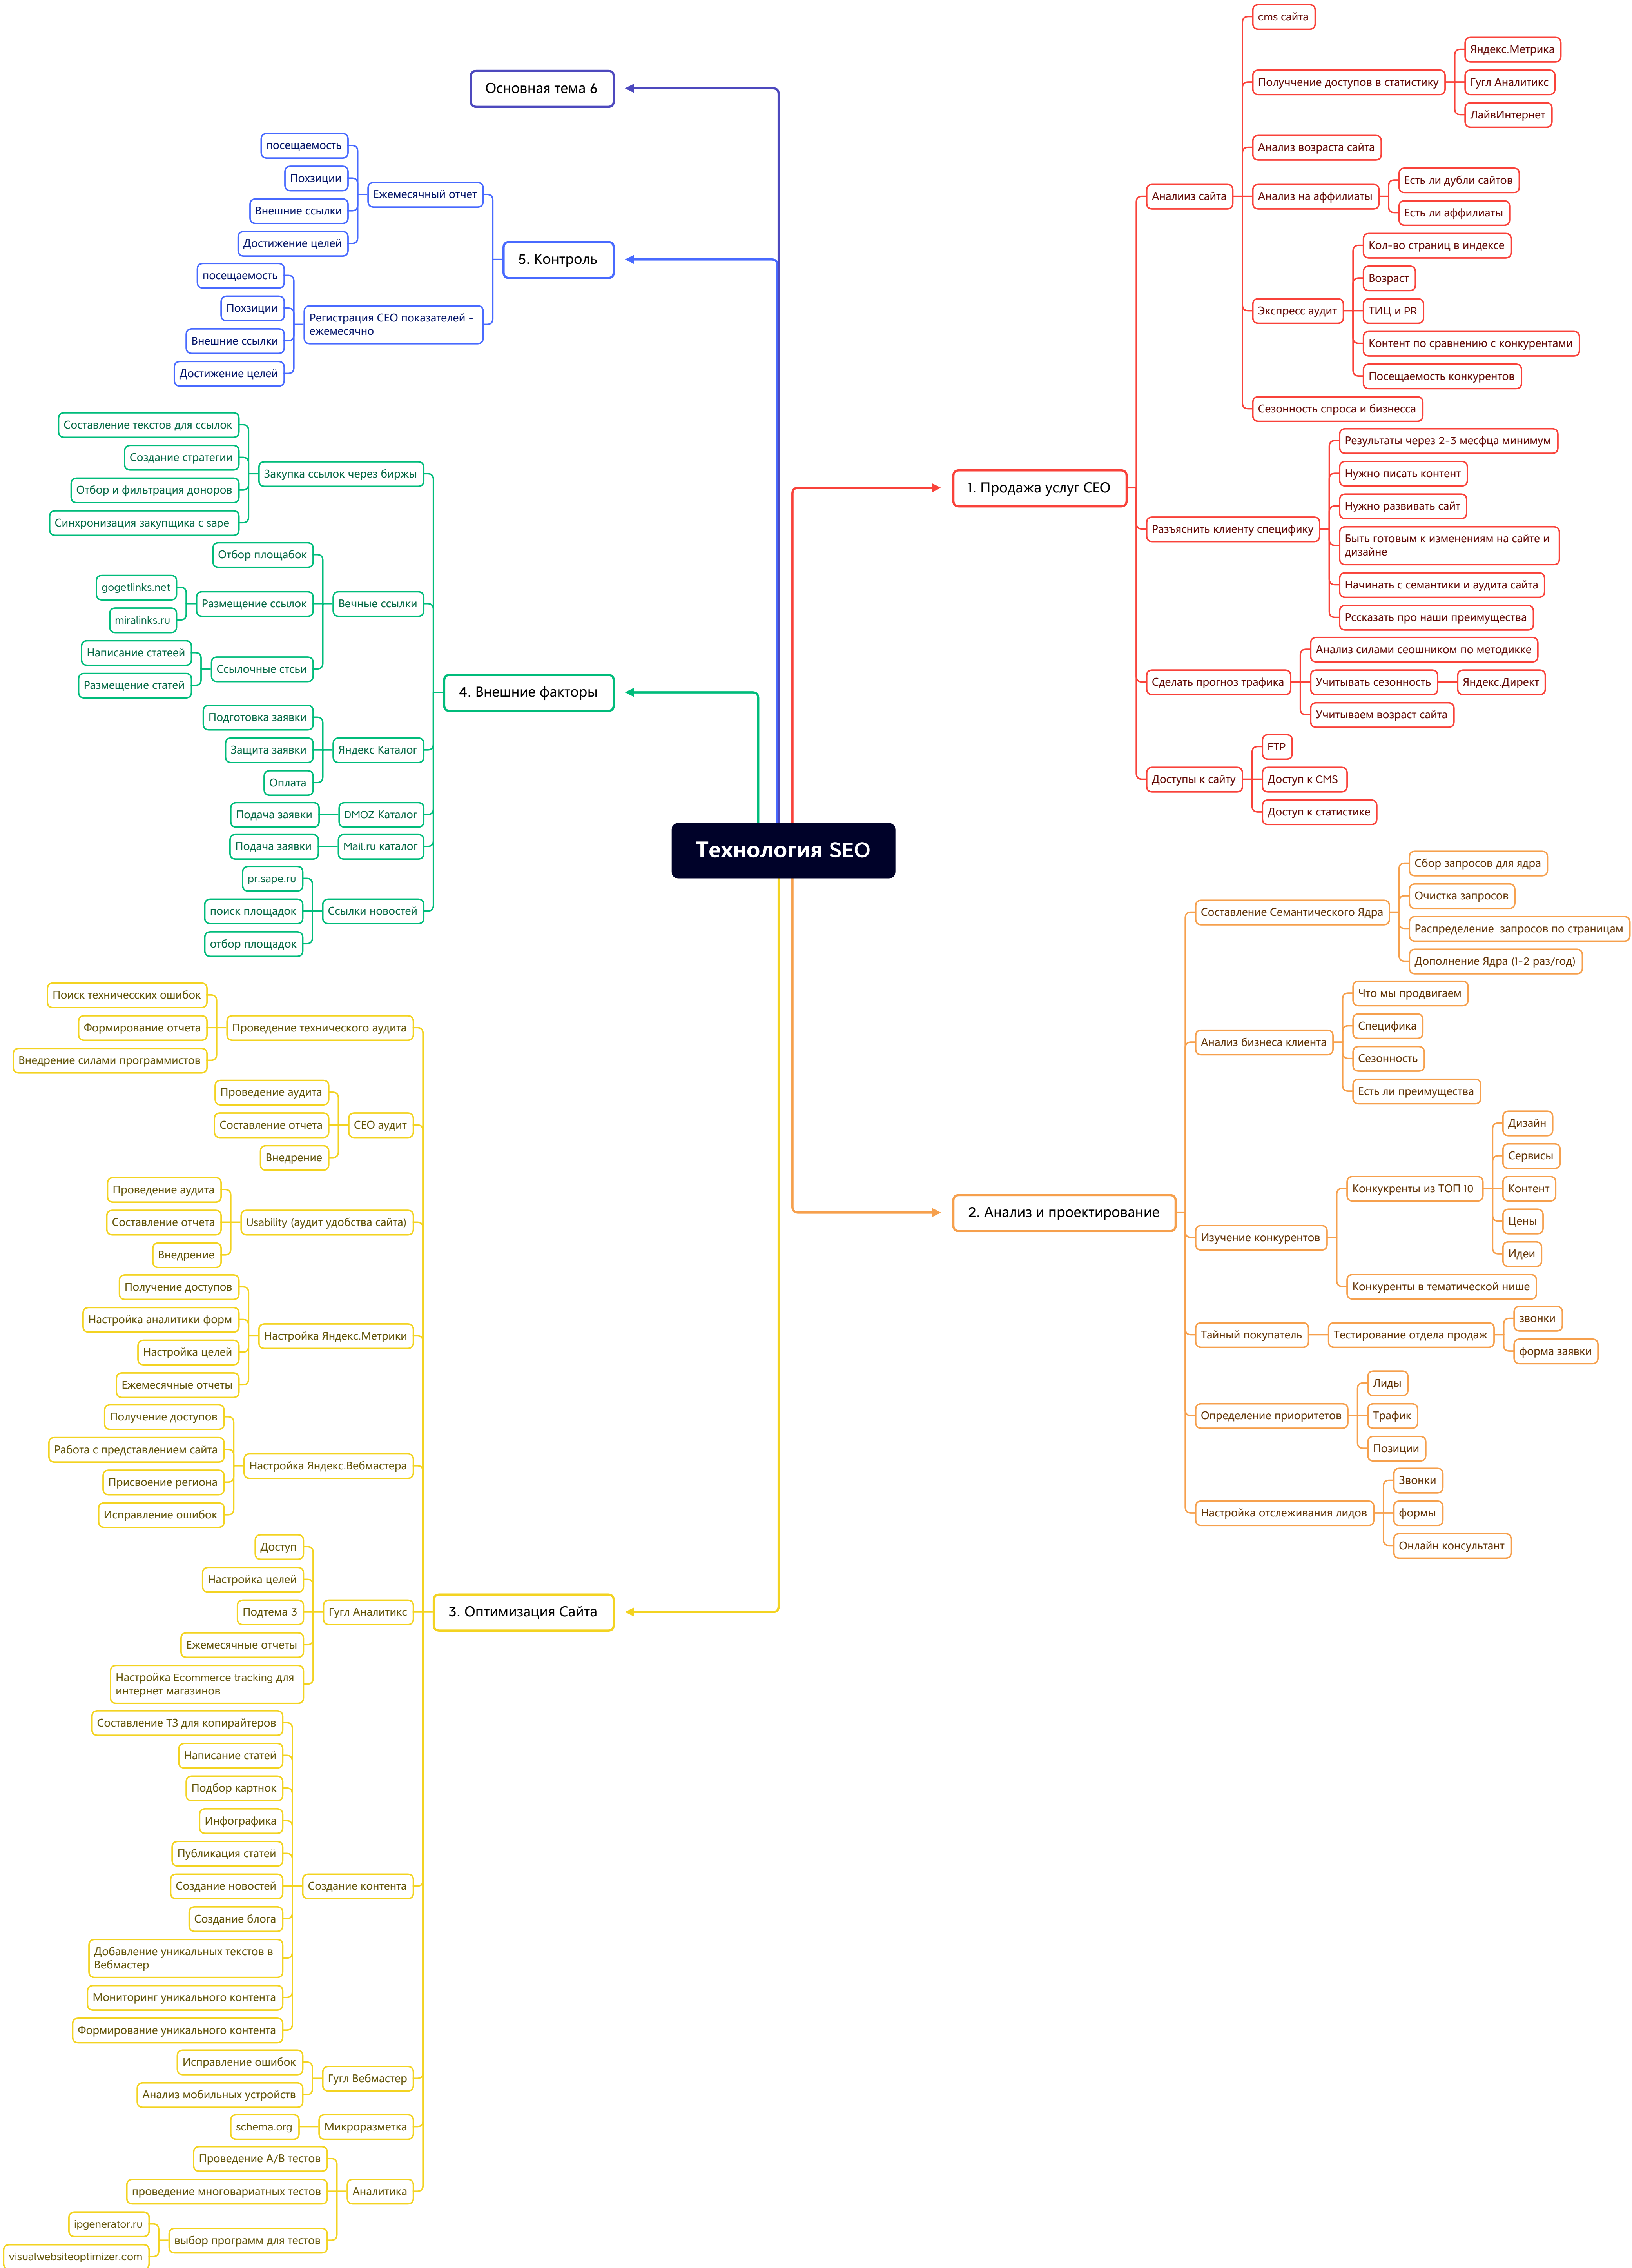 Технология SEO
1. Продажа услуг СЕО
Аналииз сайта
cms сайта
Получчение доступов в статистику
Яндекс.Метрика
Гугл Аналитикс
ЛайвИнтернет
Анализ возраста сайта
Анализ на аффилиаты
Есть ли дубли сайтов
Есть ли аффилиаты
Экспресс аудит
Кол-во страниц в индексе
Возраст
ТИЦ и PR
Контент по сравнению с конкурентами
Посещаемость конкурентов
Сезонность спроса и бизнесса
Разъяснить клиенту специфику
Результаты через 2-3 месфца минимум
Нужно писать контент
Нужно развивать сайт
Быть готовым к изменениям на сайте и
дизайне
Начинать с семантики и аудита сайта
Рссказать про наши преимущества
Сделать прогноз трафика
Анализ силами сеошником по методикке
Учитывать сезонность
Яндекс.Директ
Учитываем возраст сайта
Доступы к сайту
FTP
Доступ к CMS
Доступ к статистике
2. Анализ и проектирование
Составление Семантического Ядра
Сбор запросов для ядра
Очистка запросов
Распределение запросов по страницам
Дополнение Ядра (1-2 раз/год)
Анализ бизнеса клиента
Что мы продвигаем
Специфика
Сезонность
Есть ли преимущества
Изучение конкурентов
Конкукренты из ТОП 10
Дизайн
Сервисы
Контент
Цены
Идеи
Конкуренты в тематической нише
Тайный покупатель
Тестирование отдела продаж
звонки
форма заявки
Определение приоритетов
Лиды
Трафик
Позиции
Настройка отслеживания лидов
Звонки
формы
Онлайн консультант
3. Оптимизация Сайта
Проведение технического аудита
Поиск техничесских ошибок
Формирование отчета
Внедрение силами программистов
СЕО аудит
Проведение аудита
Составление отчета
Внедрение
Usability (аудит удобства сайта)
Проведение аудита
Составление отчета
Внедрение
Настройка Яндекс.Метрики
Получение доступов
Настройка аналитики форм
Настройка целей
Ежемесячные отчеты
Настройка Яндекс.Вебмастера
Получение доступов
Работа с представлением сайта
Присвоение региона
Исправление ошибок
Гугл Аналитикс
Доступ
Настройка целей
Подтема 3
Ежемесячные отчеты
Настройка Ecommerce tracking для
интернет магазинов
Создание контента
Составление ТЗ для копирайтеров
Написание статей
Подбор картнок
Инфографика
Публикация статей
Создание новостей
Создание блога
Добавление уникальных текстов в
Вебмастер
Мониторинг уникального контента
Формирование уникального контента
Гугл Вебмастер
Исправление ошибок
Анализ мобильных устройств
Микроразметка
schema.org
Аналитика
Проведение А/В тестов
проведение многовариатных тестов
выбор программ для тестов
ipgenerator.ru
visualwebsiteoptimizer.com
4. Внешние факторы
Закупка ссылок через биржы
Составление текстов для ссылок
Создание стратегии
Отбор и фильтрация доноров
Синхронизация закупщика с sape
Вечные ссылки
Отбор площабок
Размещение ссылок
gogetlinks.net
miralinks.ru
Ссылочные стсьи
Написание статеей
Размещение статей
Яндекс Каталог
Подготовка заявки
Защита заявки
Оплата
DMOZ Каталог
Подача заявки
Mail.ru каталог
Подача заявки
Ссылки новостей
pr.sape.ru
поиск площадок
отбор площадок
5. Контроль
Ежемесячный отчет
посещаемость
Похзиции
Внешние ссылки
Достижение целей
Регистрация СЕО показателей -
ежемесячно
посещаемость
Похзиции
Внешние ссылки
Достижение целей
Основная тема 6